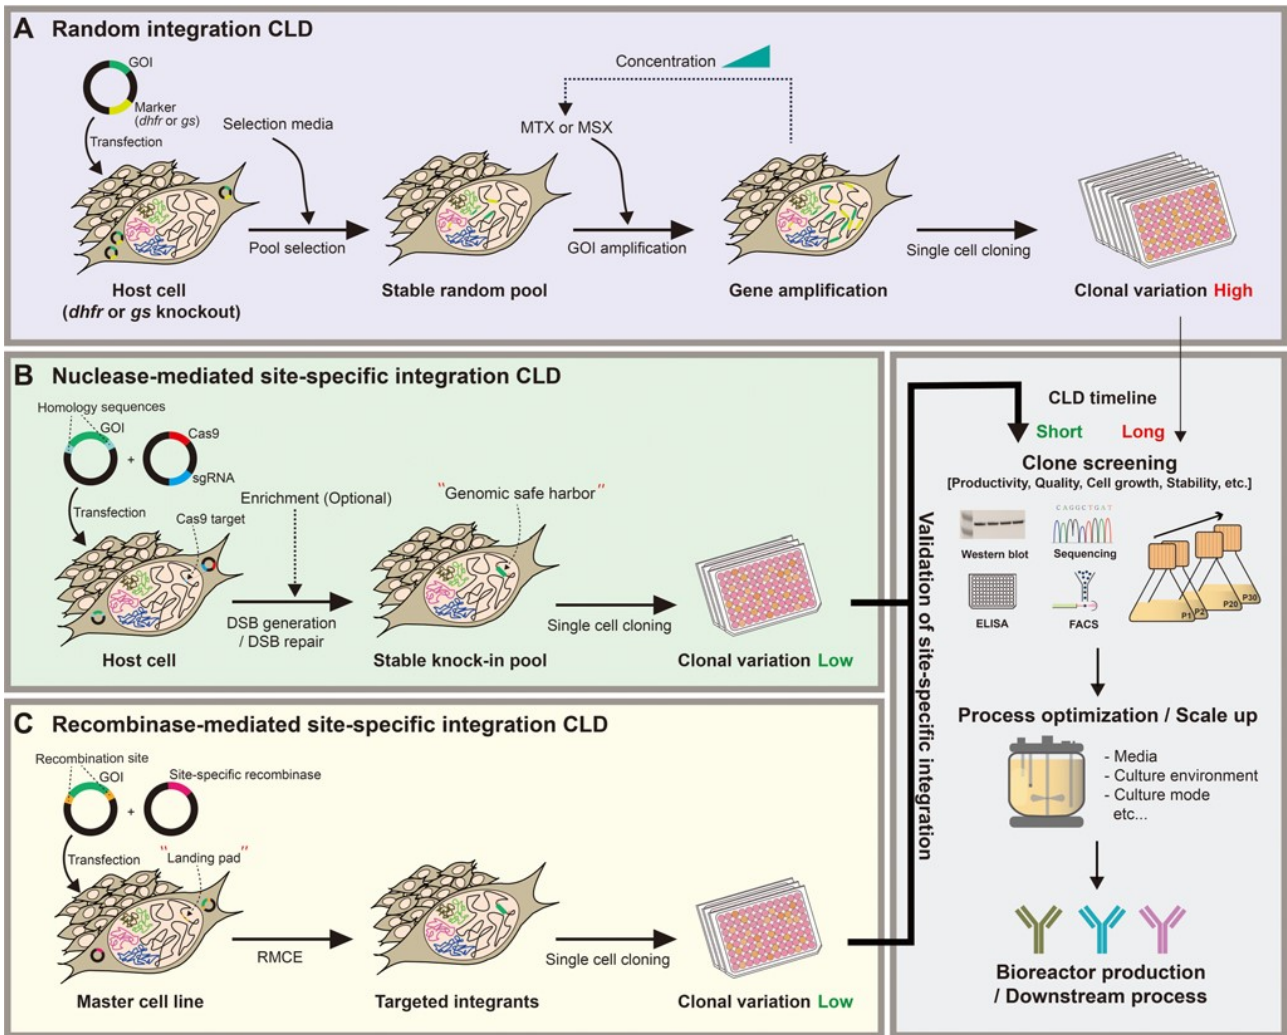 A Random integration CLD
GOI
Marker
(dhfr or gs)
Transfection
Selection media
Concentration
MTX or MSX
Pool selection
GOI amplification
Single cell cloning
Host cell
(dhfr or gs knockout)
Stable random pool
Gene amplification
Clonal variation High
B Nuclease-mediated site-specific integration CLD
Homology sequences
GOI
+
Cas9
sgRNA
Transfection
Cas9 target
Enrichment (Optional)
"Genomic safe harbor"
DSB generation
/ DSB repair
Single cell cloning
Host cell
Stable knock-in pool
Clonal variation Low
C Recombinase-mediated site-specific integration CLD
Recombination site
GOI
+
Site-specific recombinase
Transfection
"Landing pad"
RMCE
Single cell cloning
Master cell line
Targeted integrants
Clonal variation Low
Validation of site-specific integration
CLD timeline
Short Long
Clone screening
[Productivity, Quality, Cell growth, Stability, etc.]
CAGGCTGAT
Western blot
Sequencing
ELISA
FACS
P1 P2 P20 P30
Process optimization / Scale up
- Media
- Culture environment
- Culture mode
etc...
Bioreactor production
/ Downstream process